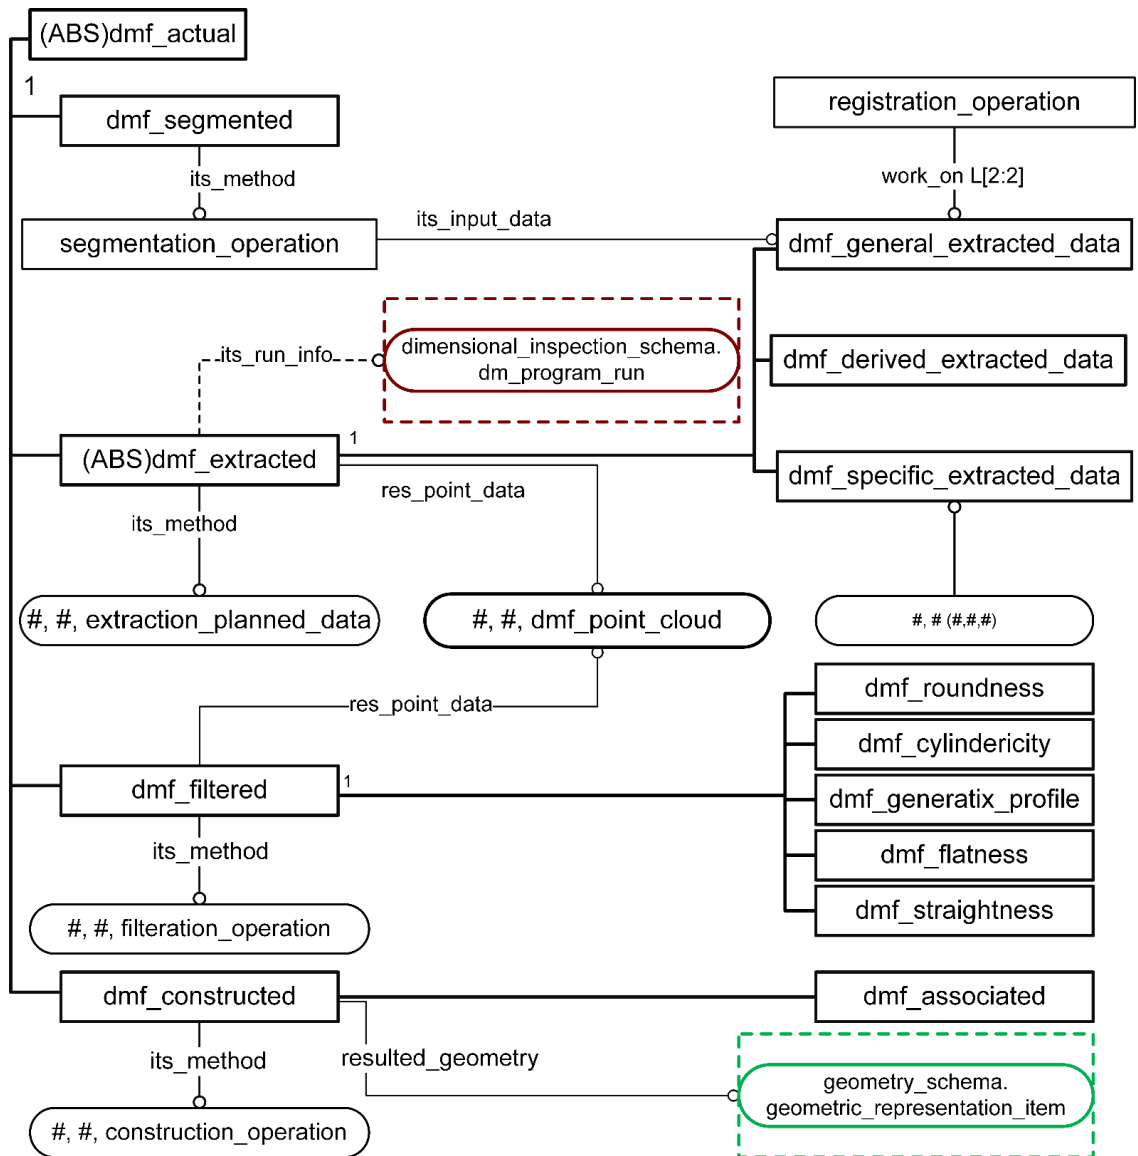 (ABS)dmf_actual
1
dmf_segmented
registration_operation
its_method
work_on L[2:2]
its_input_data
segmentation_operation
dmf_general_extracted_data
its_run_info
dimensional_inspection_schema.
dm_program_run
dmf_derived_extracted_data
(ABS)dmf_extracted
1
dmf_specific_extracted_data
res_point_data
its_method
#, #, extraction_planned_data
#, #, dmf_point_cloud
#, # (#,#,#)
res_point_data
dmf_roundness
dmf_cylindericity
dmf_filtered
1
dmf_generatix_profile
its_method
dmf_flatness
dmf_straightness
#, #, filteration_operation
dmf_constructed
dmf_associated
its_method
resulted_geometry
geometry_schema.
geometric_representation_item
#, #, construction_operation